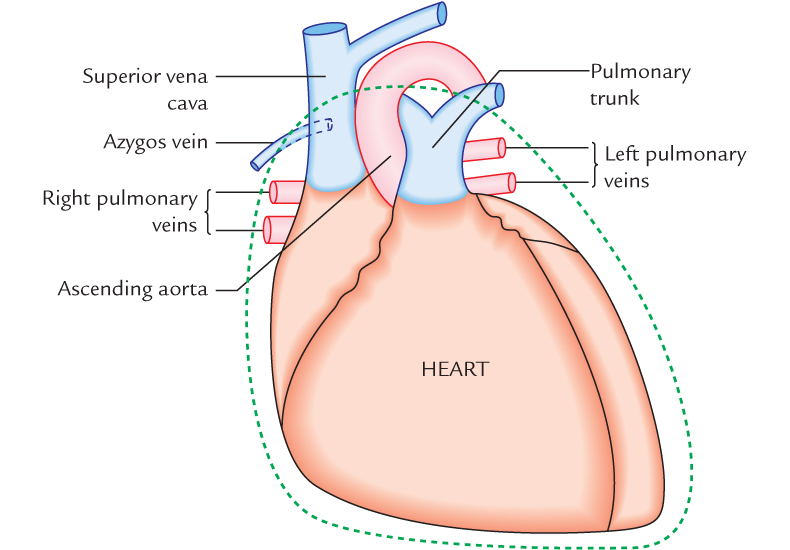 Superior vena
cava
Azygos vein
Right pulmonary
veins
Ascending aorta
Pulmonary
trunk
Left pulmonary
veins
HEART